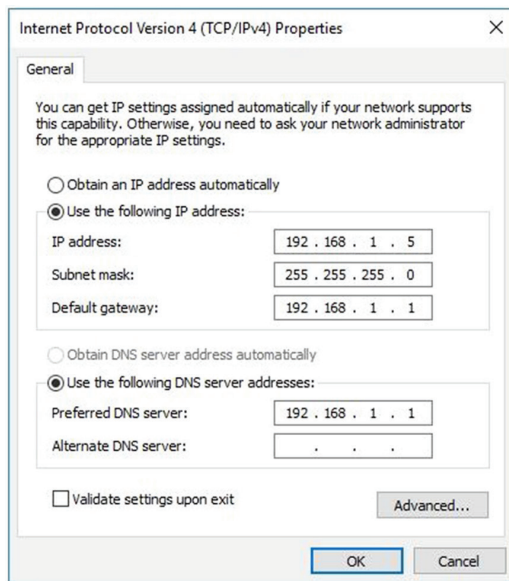 Internet Protocol Version 4 (TCP/IPv4) Properties
General
You can get IP settings assigned automatically if your network supports
this capability. Otherwise, you need to ask your network administrator
for the appropriate IP settings.
Obtain an IP address automatically
Use the following IP address:
IP address: 192 . 168 . 1 . 5
Subnet mask: 255 . 255 . 255 . 0
Default gateway: 192 . 168 . 1 . 1
Obtain DNS server address automatically
Use the following DNS server addresses:
Preferred DNS server: 192 . 168 . 1 . 1
Alternate DNS server: . . .
Validate settings upon exit
Advanced...
OK Cancel